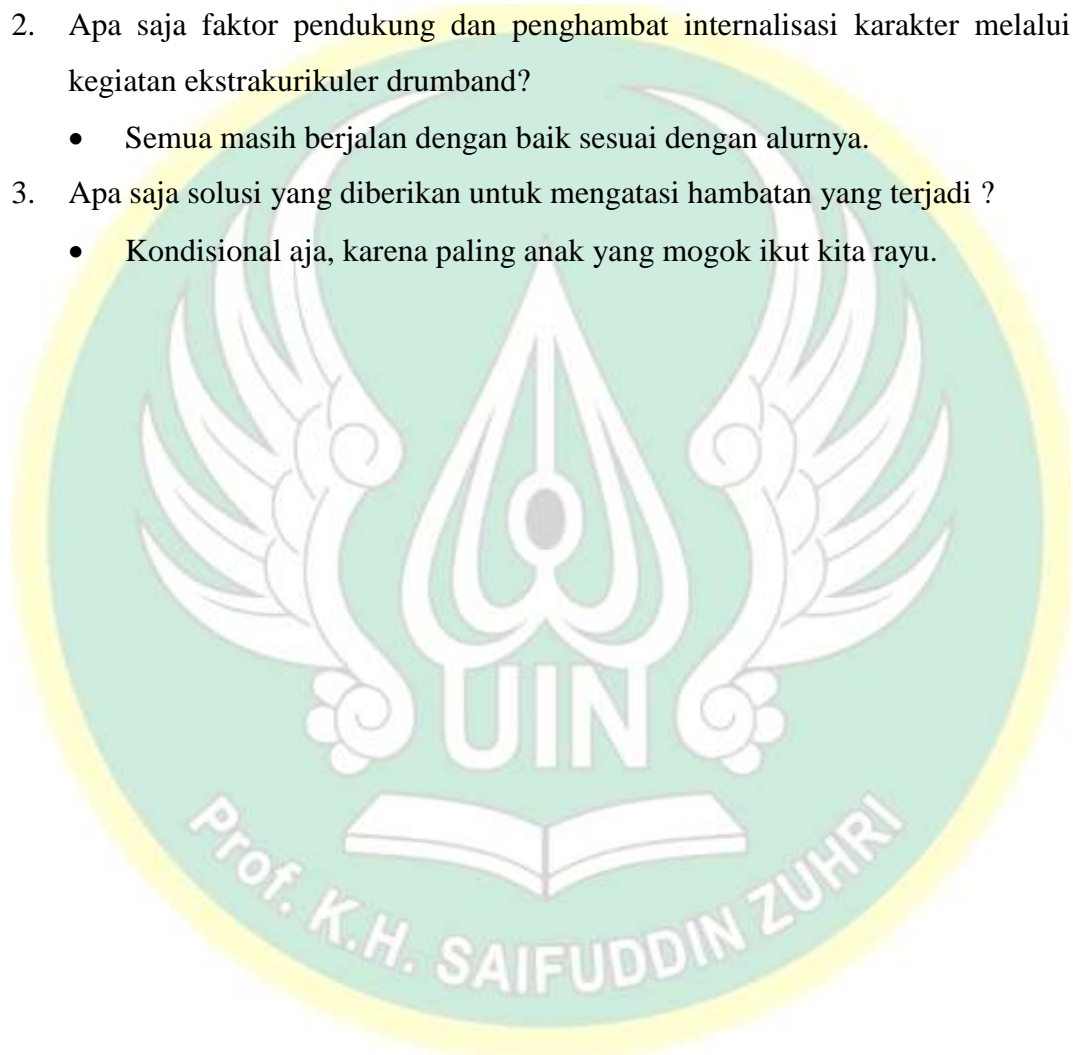 2. Apa saja faktor pendukung dan penghambat internalisasi karakter melalui
kegiatan ekstrakurikuler drumband?
• Semua masih berjalan dengan baik sesuai dengan alurnya.
3. Apa saja solusi yang diberikan untuk mengatasi hambatan yang terjadi ?
• Kondisional aja, karena paling anak yang mogok ikut kita rayu.
UIN
Prof. K.H. SAIFUDDIN ZUHRI